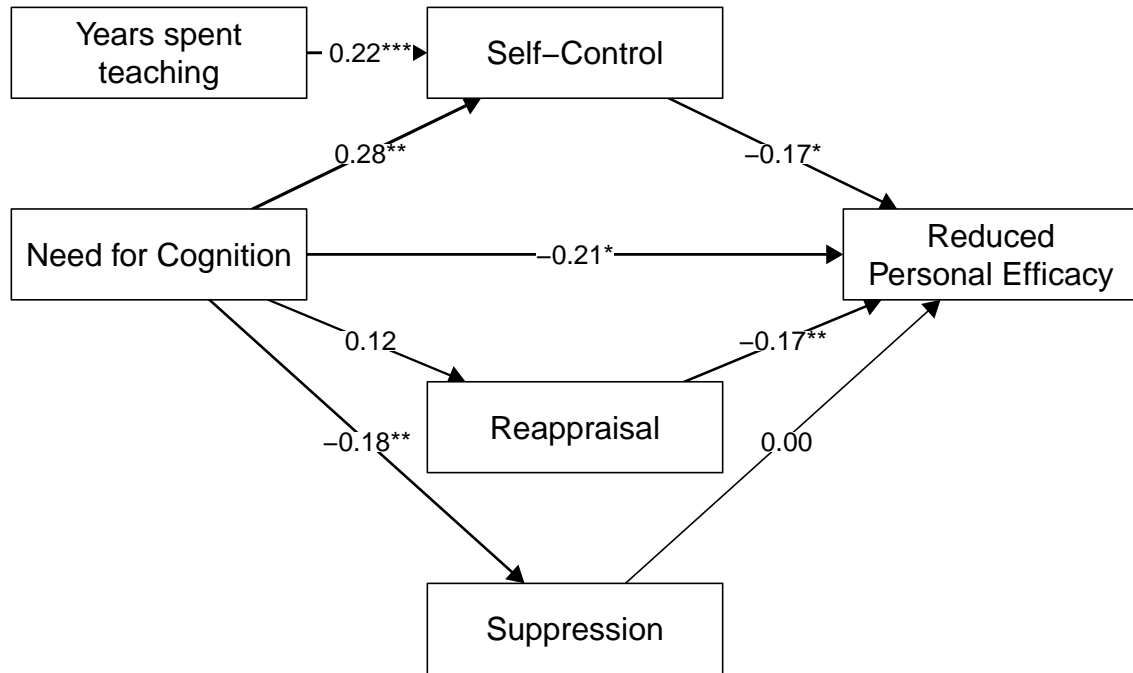 Years spent
teaching
0.22***
Self−Control
0.28**
−0.17*
Need for Cognition
−0.21*
Reduced
Personal Efficacy
0.12
−0.17**
Reappraisal
−0.18**
0.00
Suppression